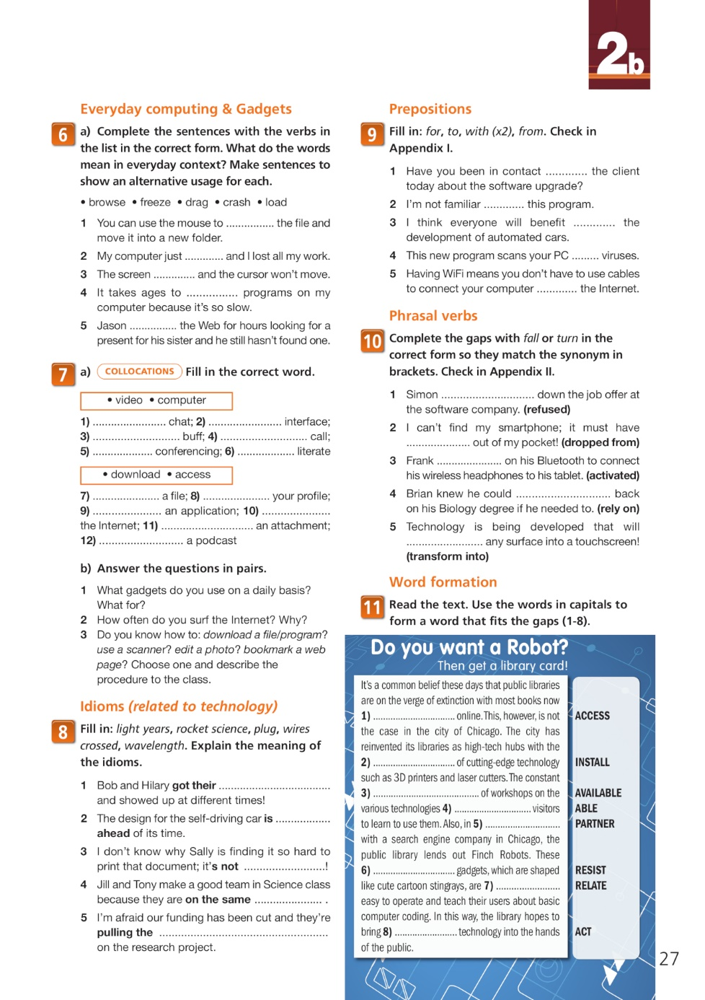 2b
Everyday computing & Gadgets
6 a) Complete the sentences with the verbs in
the list in the correct form. What do the words
mean in everyday context? Make sentences to
show an alternative usage for each.
• browse • freeze • drag • crash • load
1 You can use the mouse to ................ the file and
move it into a new folder.
2 My computer just ............. and I lost all my work.
3 The screen .............. and the cursor won't move.
4 It takes ages to ................ programs on my
computer because it's so slow.
5 Jason ................ the Web for hours looking for a
present for his sister and he still hasn't found one.
7 a) COLLOCATIONS Fill in the correct word.
• video • computer
1) ........................ chat; 2) ........................ interface;
3) ............................ buff; 4) ............................ call;
5) .................... conferencing; 6) ................... literate
• download • access
7) ...................... a file; 8) ...................... your profile;
9) ....................... an application; 10) .......................
the Internet; 11) .............................. an attachment;
12) ............................ a podcast
b) Answer the questions in pairs.
1 What gadgets do you use on a daily basis?
What for?
2 How often do you surf the Internet? Why?
3 Do you know how to: download a file/program?
use a scanner? edit a photo? bookmark a web
page? Choose one and describe the
procedure to the class.
Idioms (related to technology)
8 Fill in: light years, rocket science, plug, wires
crossed, wavelength. Explain the meaning of
the idioms.
1 Bob and Hilary got their ....................................
and showed up at different times!
2 The design for the self-driving car is ..................
ahead of its time.
3 I don't know why Sally is finding it so hard to
print that document; it's not ..........................!
4 Jill and Tony make a good team in Science class
because they are on the same ...................... .
5 I'm afraid our funding has been cut and they're
pulling the ......................................................
on the research project.
Prepositions
9 Fill in: for, to, with (x2), from. Check in
Appendix I.
1 Have you been in contact ............. the client
today about the software upgrade?
2 I'm not familiar ............. this program.
3 I think everyone will benefit ............. the
development of automated cars.
4 This new program scans your PC ......... viruses.
5 Having WiFi means you don't have to use cables
to connect your computer ............. the Internet.
Phrasal verbs
10 Complete the gaps with fall or turn in the
correct form so they match the synonym in
brackets. Check in Appendix II.
1 Simon .............................. down the job offer at
the software company. (refused)
2 I can't find my smartphone; it must have
..................... out of my pocket! (dropped from)
3 Frank ..................... on his Bluetooth to connect
his wireless headphones to his tablet. (activated)
4 Brian knew he could .............................. back
on his Biology degree if he needed to. (rely on)
5 Technology is being developed that will
......................... any surface into a touchscreen!
(transform into)
Word formation
11 Read the text. Use the words in capitals to
form a word that fits the gaps (1-8).
Do you want a Robot?
Then get a library card!
It's a common belief these days that public libraries
are on the verge of extinction with most books now
1) ................................. online. This, however, is not ACCESS
the case in the city of Chicago. The city has
reinvented its libraries as high-tech hubs with the
2) ................................. of cutting-edge technology INSTALL
such as 3D printers and laser cutters. The constant
3) ........................................... of workshops on the AVAILABLE
various technologies 4) ............................... visitors ABLE
to learn to use them. Also, in 5) .............................. PARTNER
with a search engine company in Chicago, the
public library lends out Finch Robots. These
6) ................................. gadgets, which are shaped RESIST
like cute cartoon stingrays, are 7) .......................... RELATE
easy to operate and teach their users about basic
computer coding. In this way, the library hopes to
bring 8) ......................... technology into the hands ACT
of the public.
27